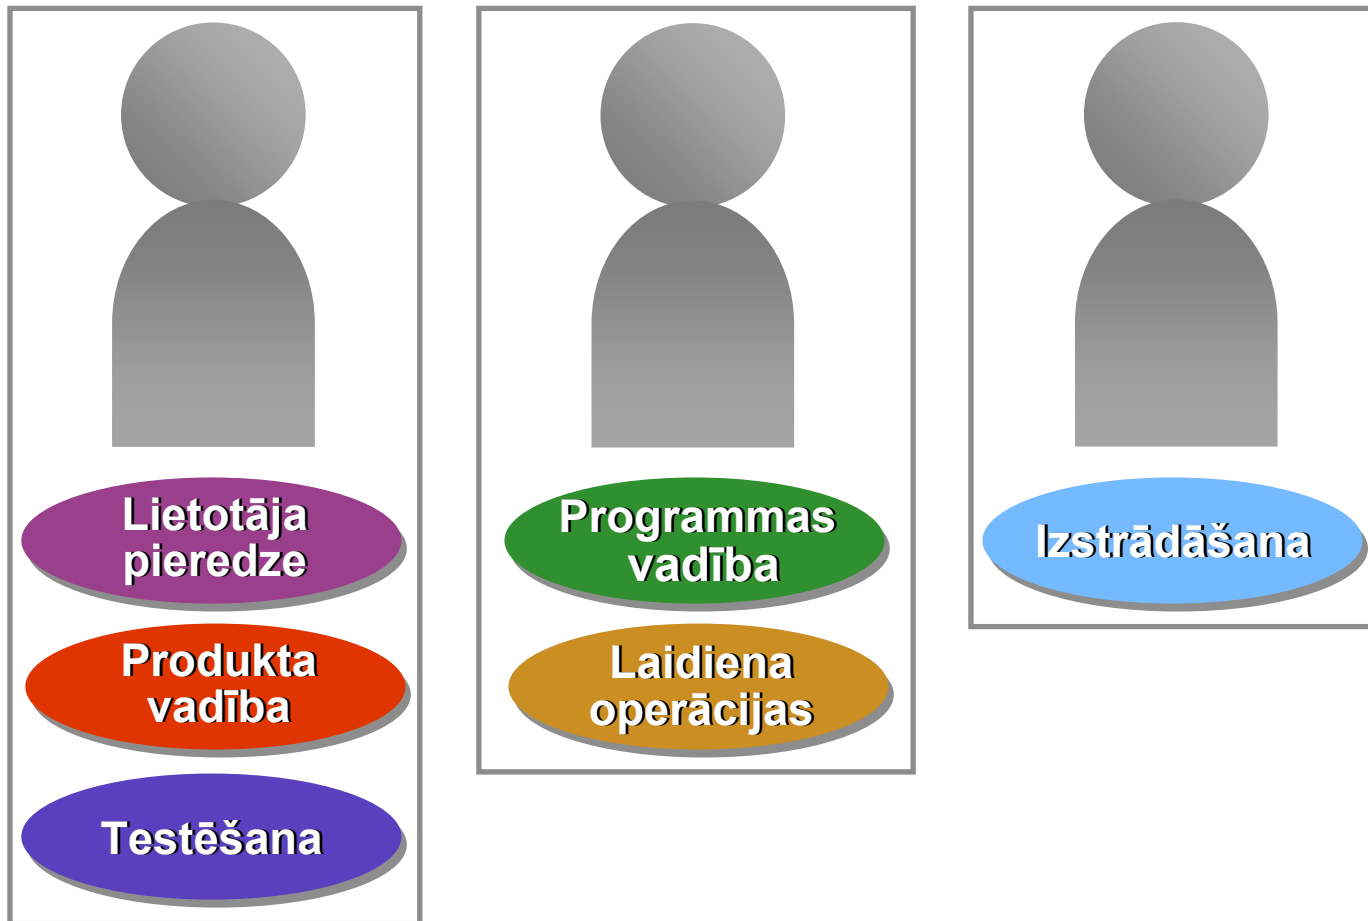 Lietotāja
pieredze
Produkta
vadība
Testēšana
Programmas
vadība
Laidiena
operācijas
Izstrādāšana